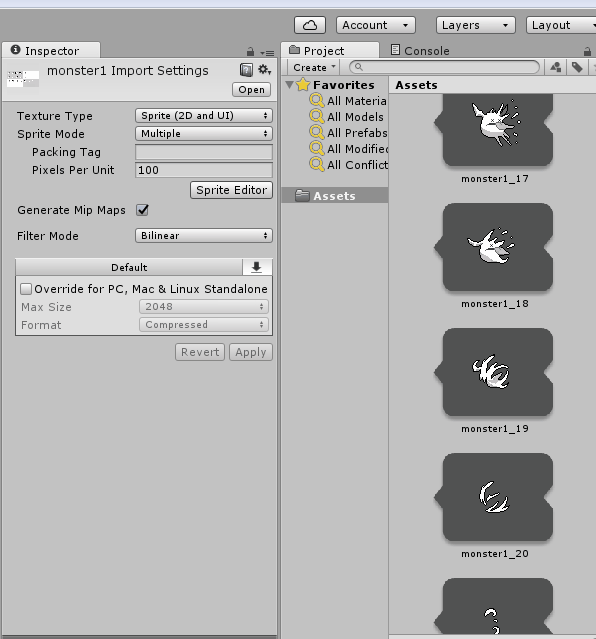 Account
Layers
Layout
Inspector
monster1 Import Settings
Open
Texture Type
Sprite (2D and UI)
Sprite Mode
Multiple
Packing Tag
Pixels Per Unit
100
Sprite Editor
Generate Mip Maps
Filter Mode
Bilinear
Default
Override for PC, Mac & Linux Standalone
Max Size
2048
Format
Compressed
Revert
Apply
Project
Console
Create
Favorites
All Materia
All Models
All Prefabs
All Modified
All Conflict
Assets
Assets
monster1_17
monster1_18
monster1_19
monster1_20